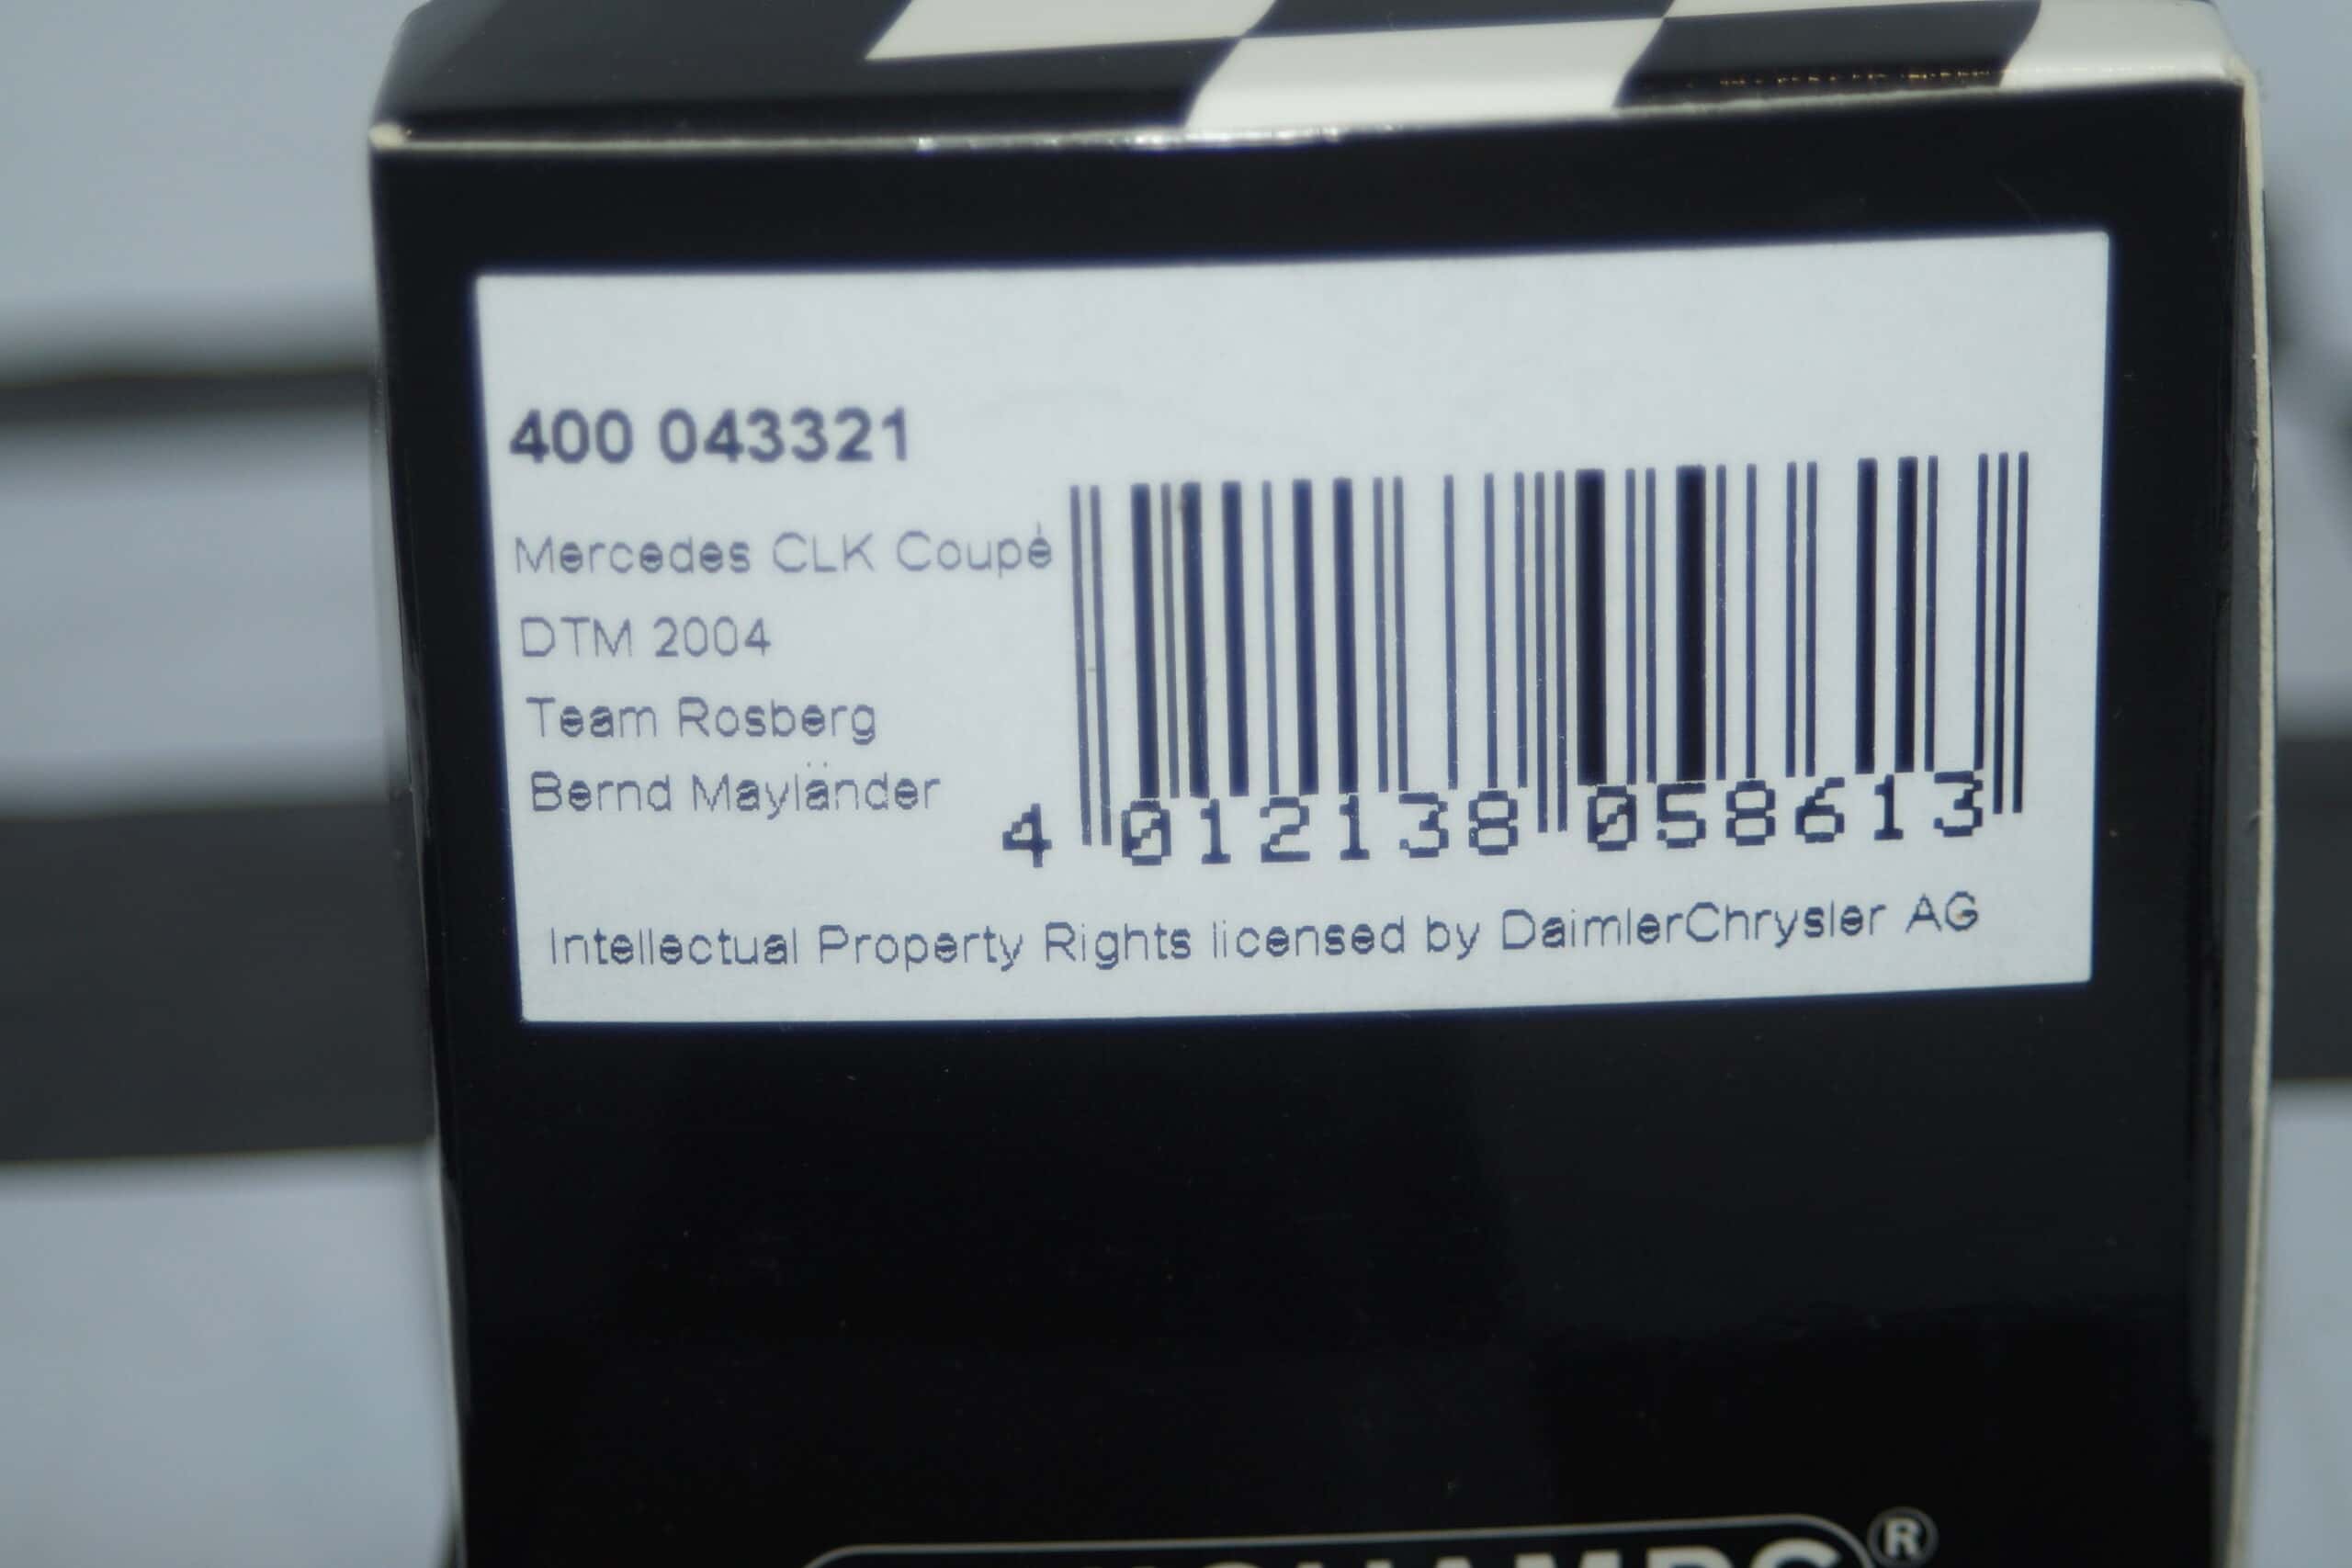 400 043321
Mercedes CLK Coupé
DTM 2004
Team Rosberg
Bernd Mayländer
4 012138 058613
Intellectual Property Rights licensed by DaimlerChrysler AG
®